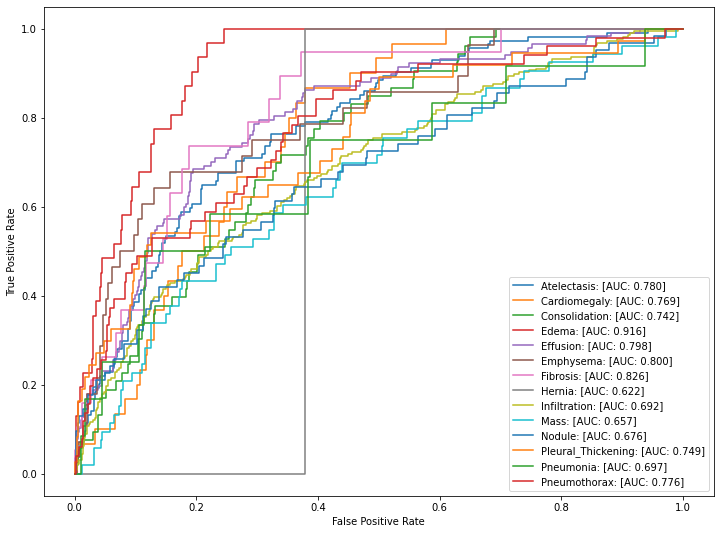 1.0
0.8
0.6
0.4
0.2
0.0
True Positive Rate
Atelectasis: [AUC: 0.780]
Cardiomegaly: [AUC: 0.769]
Consolidation: [AUC: 0.742]
Edema: [AUC: 0.916]
Effusion: [AUC: 0.798]
Emphysema: [AUC: 0.800]
Fibrosis: [AUC: 0.826]
Hernia: [AUC: 0.622]
Infiltration: [AUC: 0.692]
Mass: [AUC: 0.657]
Nodule: [AUC: 0.676]
Pleural_Thickening: [AUC: 0.749]
Pneumonia: [AUC: 0.697]
Pneumothorax: [AUC: 0.776]
0.0 0.2 0.4 0.6 0.8 1.0
False Positive Rate